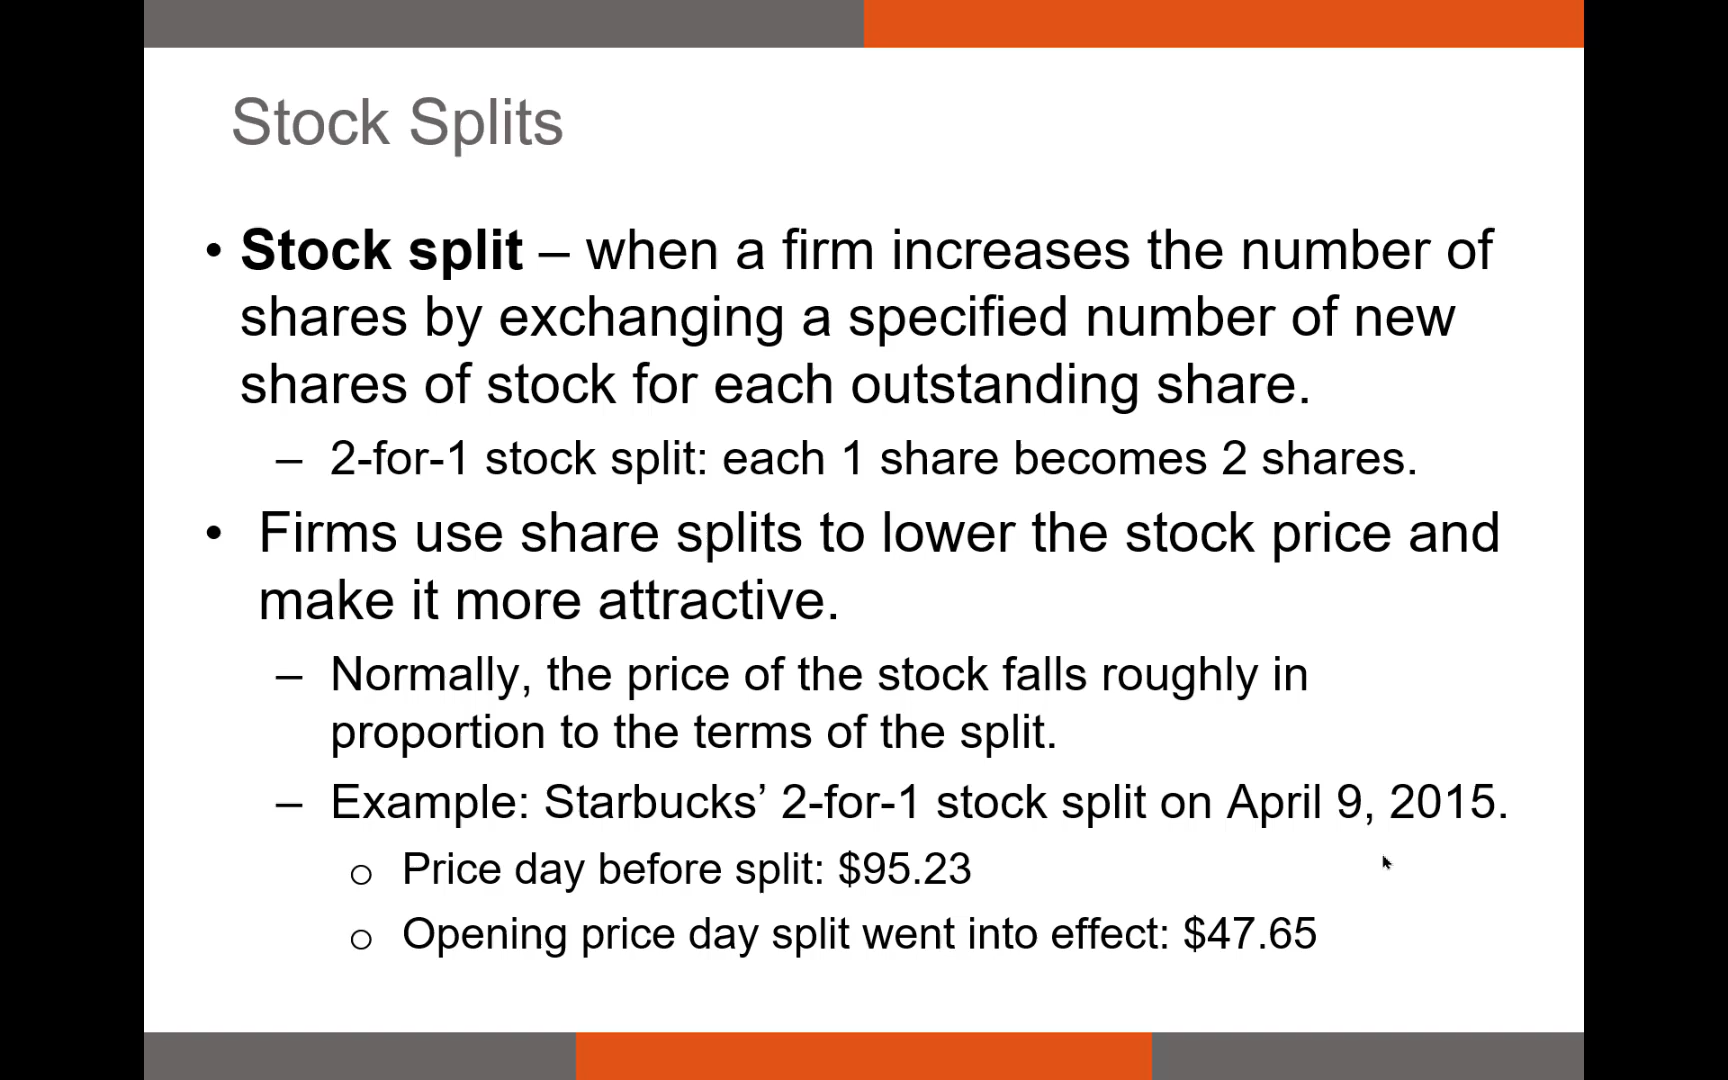 Stock Splits
• Stock split – when a firm increases the number of
shares by exchanging a specified number of new
shares of stock for each outstanding share.
– 2-for-1 stock split: each 1 share becomes 2 shares.
• Firms use share splits to lower the stock price and
make it more attractive.
– Normally, the price of the stock falls roughly in
proportion to the terms of the split.
– Example: Starbucks’ 2-for-1 stock split on April 9, 2015.
o Price day before split: $95.23
o Opening price day split went into effect: $47.65